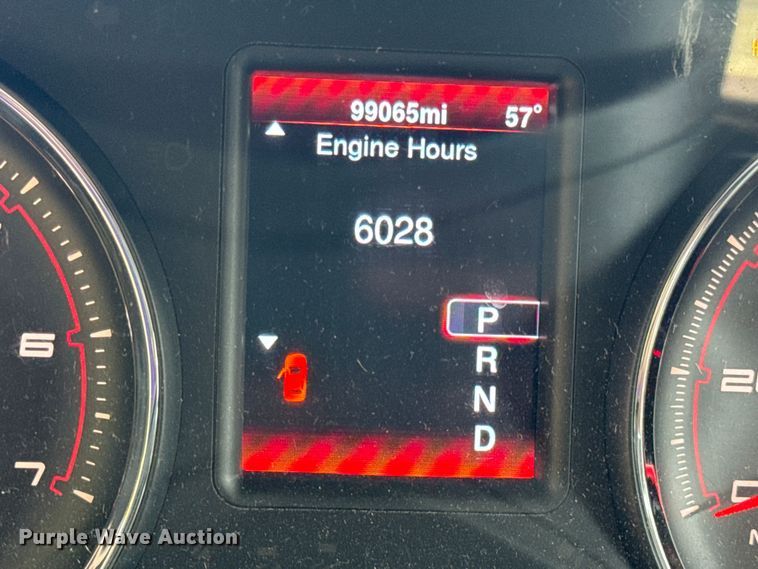 99065mi 57°
Engine Hours
6028
P
R
N
D
6
7
Purple Wave Auction